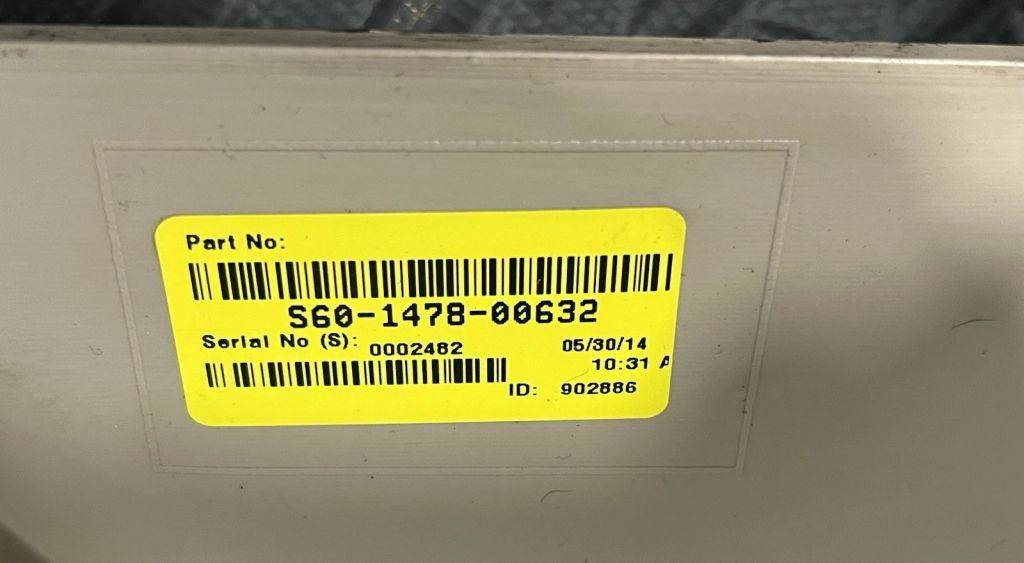 Part No:
S60-1478-00632
Serial No (S): 0002482 05/30/14
10:31 A
ID: 902886